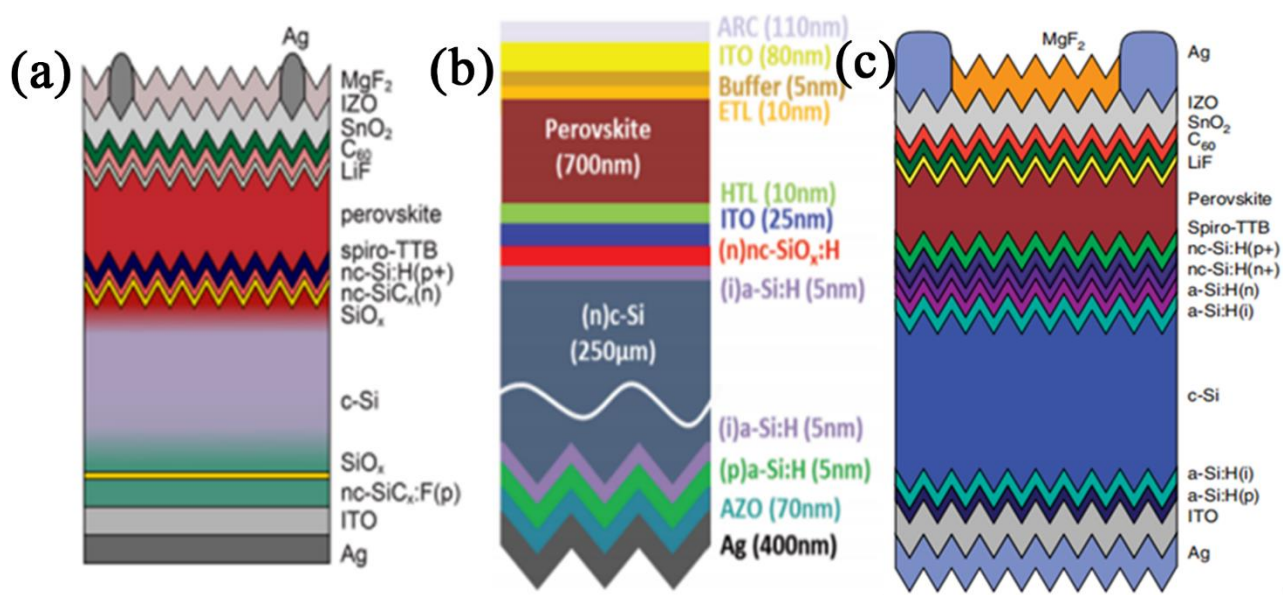 (a)
Ag
MgF₂
IZO
SnO₂
C₆₀
LiF
perovskite
spiro-TTB
nc-Si:H(p+)
nc-SiCₓ(n)
SiOₓ
c-Si
SiOₓ
nc-SiCₓ:F(p)
ITO
Ag
(b)
ARC (110nm)
ITO (80nm)
Buffer (5nm)
ETL (10nm)
Perovskite
(700nm)
HTL (10nm)
ITO (25nm)
(n)nc-SiOₓ:H
(i)a-Si:H (5nm)
(n)c-Si
(250µm)
(i)a-Si:H (5nm)
(p)a-Si:H (5nm)
AZO (70nm)
Ag (400nm)
(c)
MgF₂
Ag
IZO
SnO₂
C₆₀
LiF
Perovskite
Spiro-TTB
nc-Si:H(p+)
nc-Si:H(n+)
a-Si:H(n)
a-Si:H(i)
c-Si
a-Si:H(i)
a-Si:H(p)
ITO
Ag